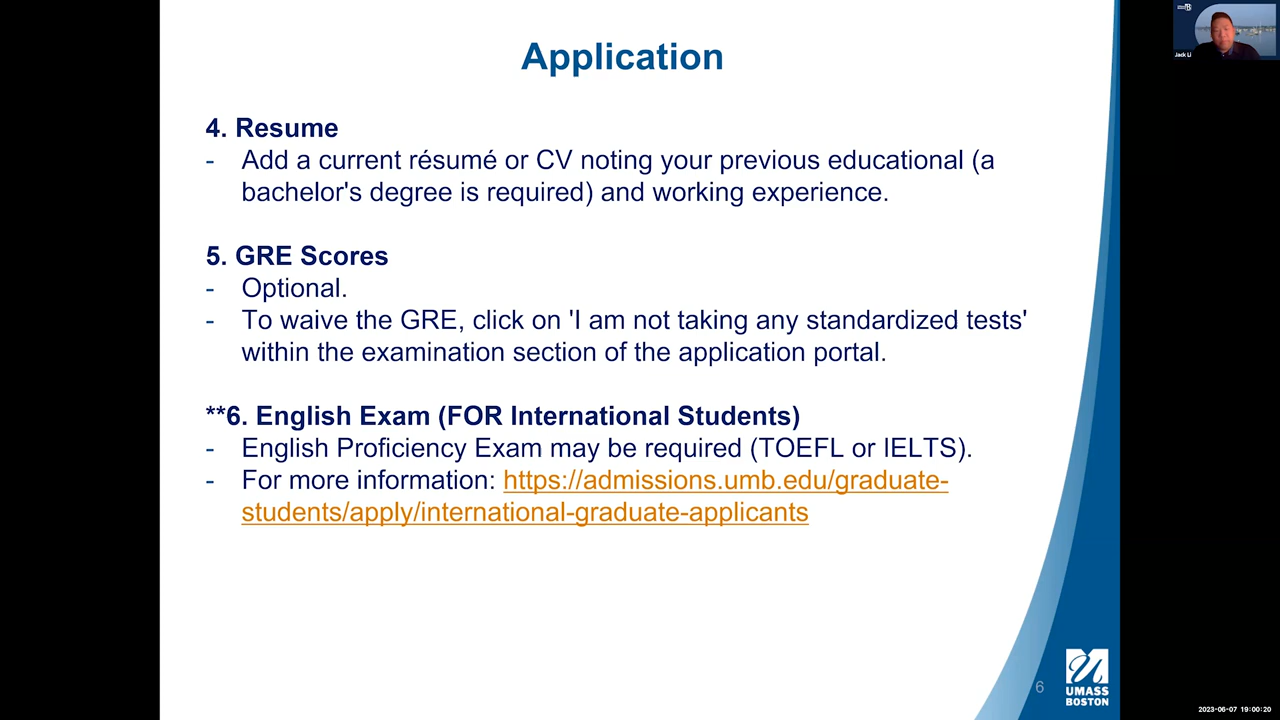 Application
4. Resume
- Add a current résumé or CV noting your previous educational (a
bachelor's degree is required) and working experience.
5. GRE Scores
- Optional.
- To waive the GRE, click on 'I am not taking any standardized tests'
within the examination section of the application portal.
**6. English Exam (FOR International Students)
- English Proficiency Exam may be required (TOEFL or IELTS).
- For more information: https://admissions.umb.edu/graduate-
students/apply/international-graduate-applicants
6
UMASS
BOSTON
Jack Li
2023-06-07 19:00:20